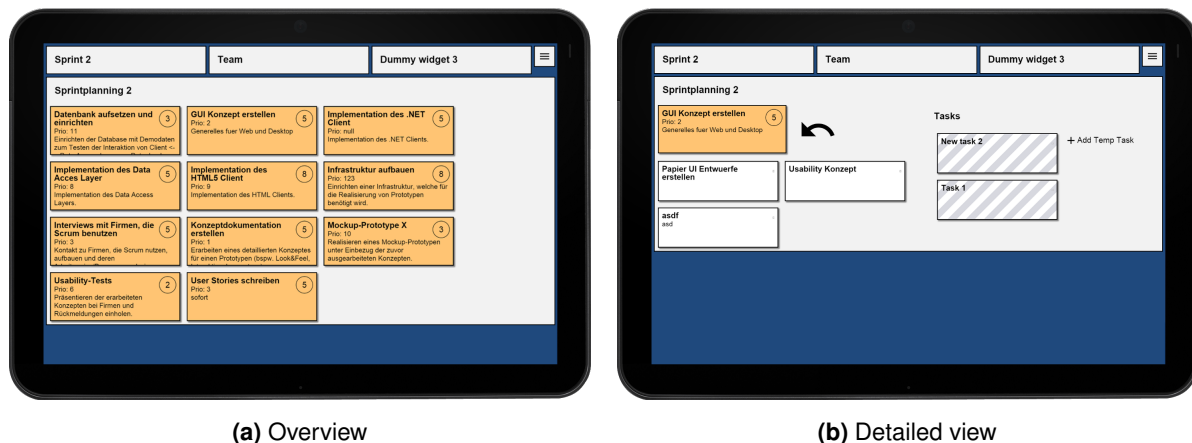 Sprint 2
Team
Dummy widget 3
Sprintplanning 2
Datenbank aufsetzen und
einrichten
3
Prio: 11
Einrichten der Database mit Demodaten
zum Testen der Interaktion von Client <-
GUI Konzept erstellen
5
Prio: 2
Generelles fuer Web und Desktop
Implementation des .NET
Client
5
Prio: null
Implementation des .NET Clients.
Implementation des Data
Acces Layer
5
Prio: 8
Implementation des Data Access
Layers.
Implementation des
HTML5 Client
8
Prio: 9
Implementation des HTML Clients.
Infrastruktur aufbauen
8
Prio: 123
Einrichten einer Infrastruktur, welche für
die Realisierung von Prototypen
benötigt wird.
Interviews mit Firmen, die
Scrum benutzen
5
Prio: 3
Kontakt zu Firmen, die Scrum nutzen,
aufbauen und deren
Konzeptdokumentation
erstellen
5
Prio: 1
Erarbeiten eines detaillierten Konzeptes
für einen Prototypen (bspw. Look&Feel,
Mockup-Prototype X
3
Prio: 10
Realisieren eines Mockup-Prototypen
unter Einbezug der zuvor
ausgearbeiteten Konzepten.
Usability-Tests
2
Prio: 6
Präsentieren der erarbeiteten
Konzepten bei Firmen und
Rückmeldungen einholen.
User Stories schreiben
5
Prio: 3
sofort
(a) Overview
Sprint 2
Team
Dummy widget 3
Sprintplanning 2
GUI Konzept erstellen
5
Prio: 2
Generelles fuer Web und Desktop
Papier UI Entwuerfe
erstellen
Usability Konzept
asdf
asd
Tasks
New task 2
+ Add Temp Task
Task 1
(b) Detailed view